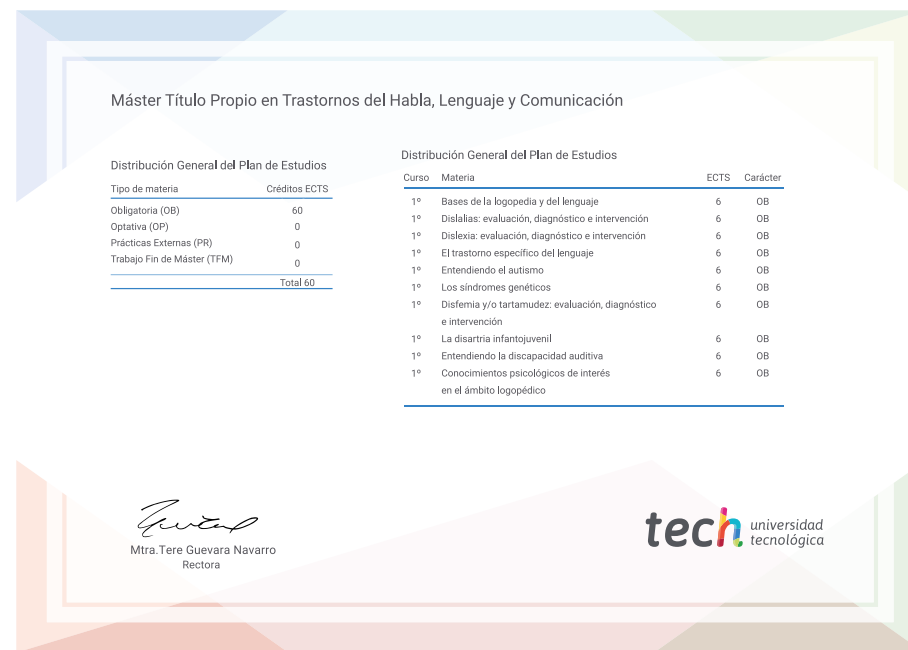 Máster Título Propio en Trastornos del Habla, Lenguaje y Comunicación
Distribución General del Plan de Estudios
Tipo de materia Créditos ECTS
Obligatoria (OB) 60
Optativa (OP) 0
Prácticas Externas (PR) 0
Trabajo Fin de Máster (TFM) 0
Total 60
Distribución General del Plan de Estudios
Curso Materia ECTS Carácter
1º Bases de la logopedia y del lenguaje 6 OB
1º Dislalias: evaluación, diagnóstico e intervención 6 OB
1º Dislexia: evaluación, diagnóstico e intervención 6 OB
1º El trastorno específico del lenguaje 6 OB
1º Entendiendo el autismo 6 OB
1º Los síndromes genéticos 6 OB
1º Disfemia y/o tartamudez: evaluación, diagnóstico 6 OB
e intervención
1º La disartria infantojuvenil 6 OB
1º Entendiendo la discapacidad auditiva 6 OB
1º Conocimientos psicológicos de interés 6 OB
en el ámbito logopédico
Mtra.Tere Guevara Navarro
Rectora
tech universidad
tecnológica